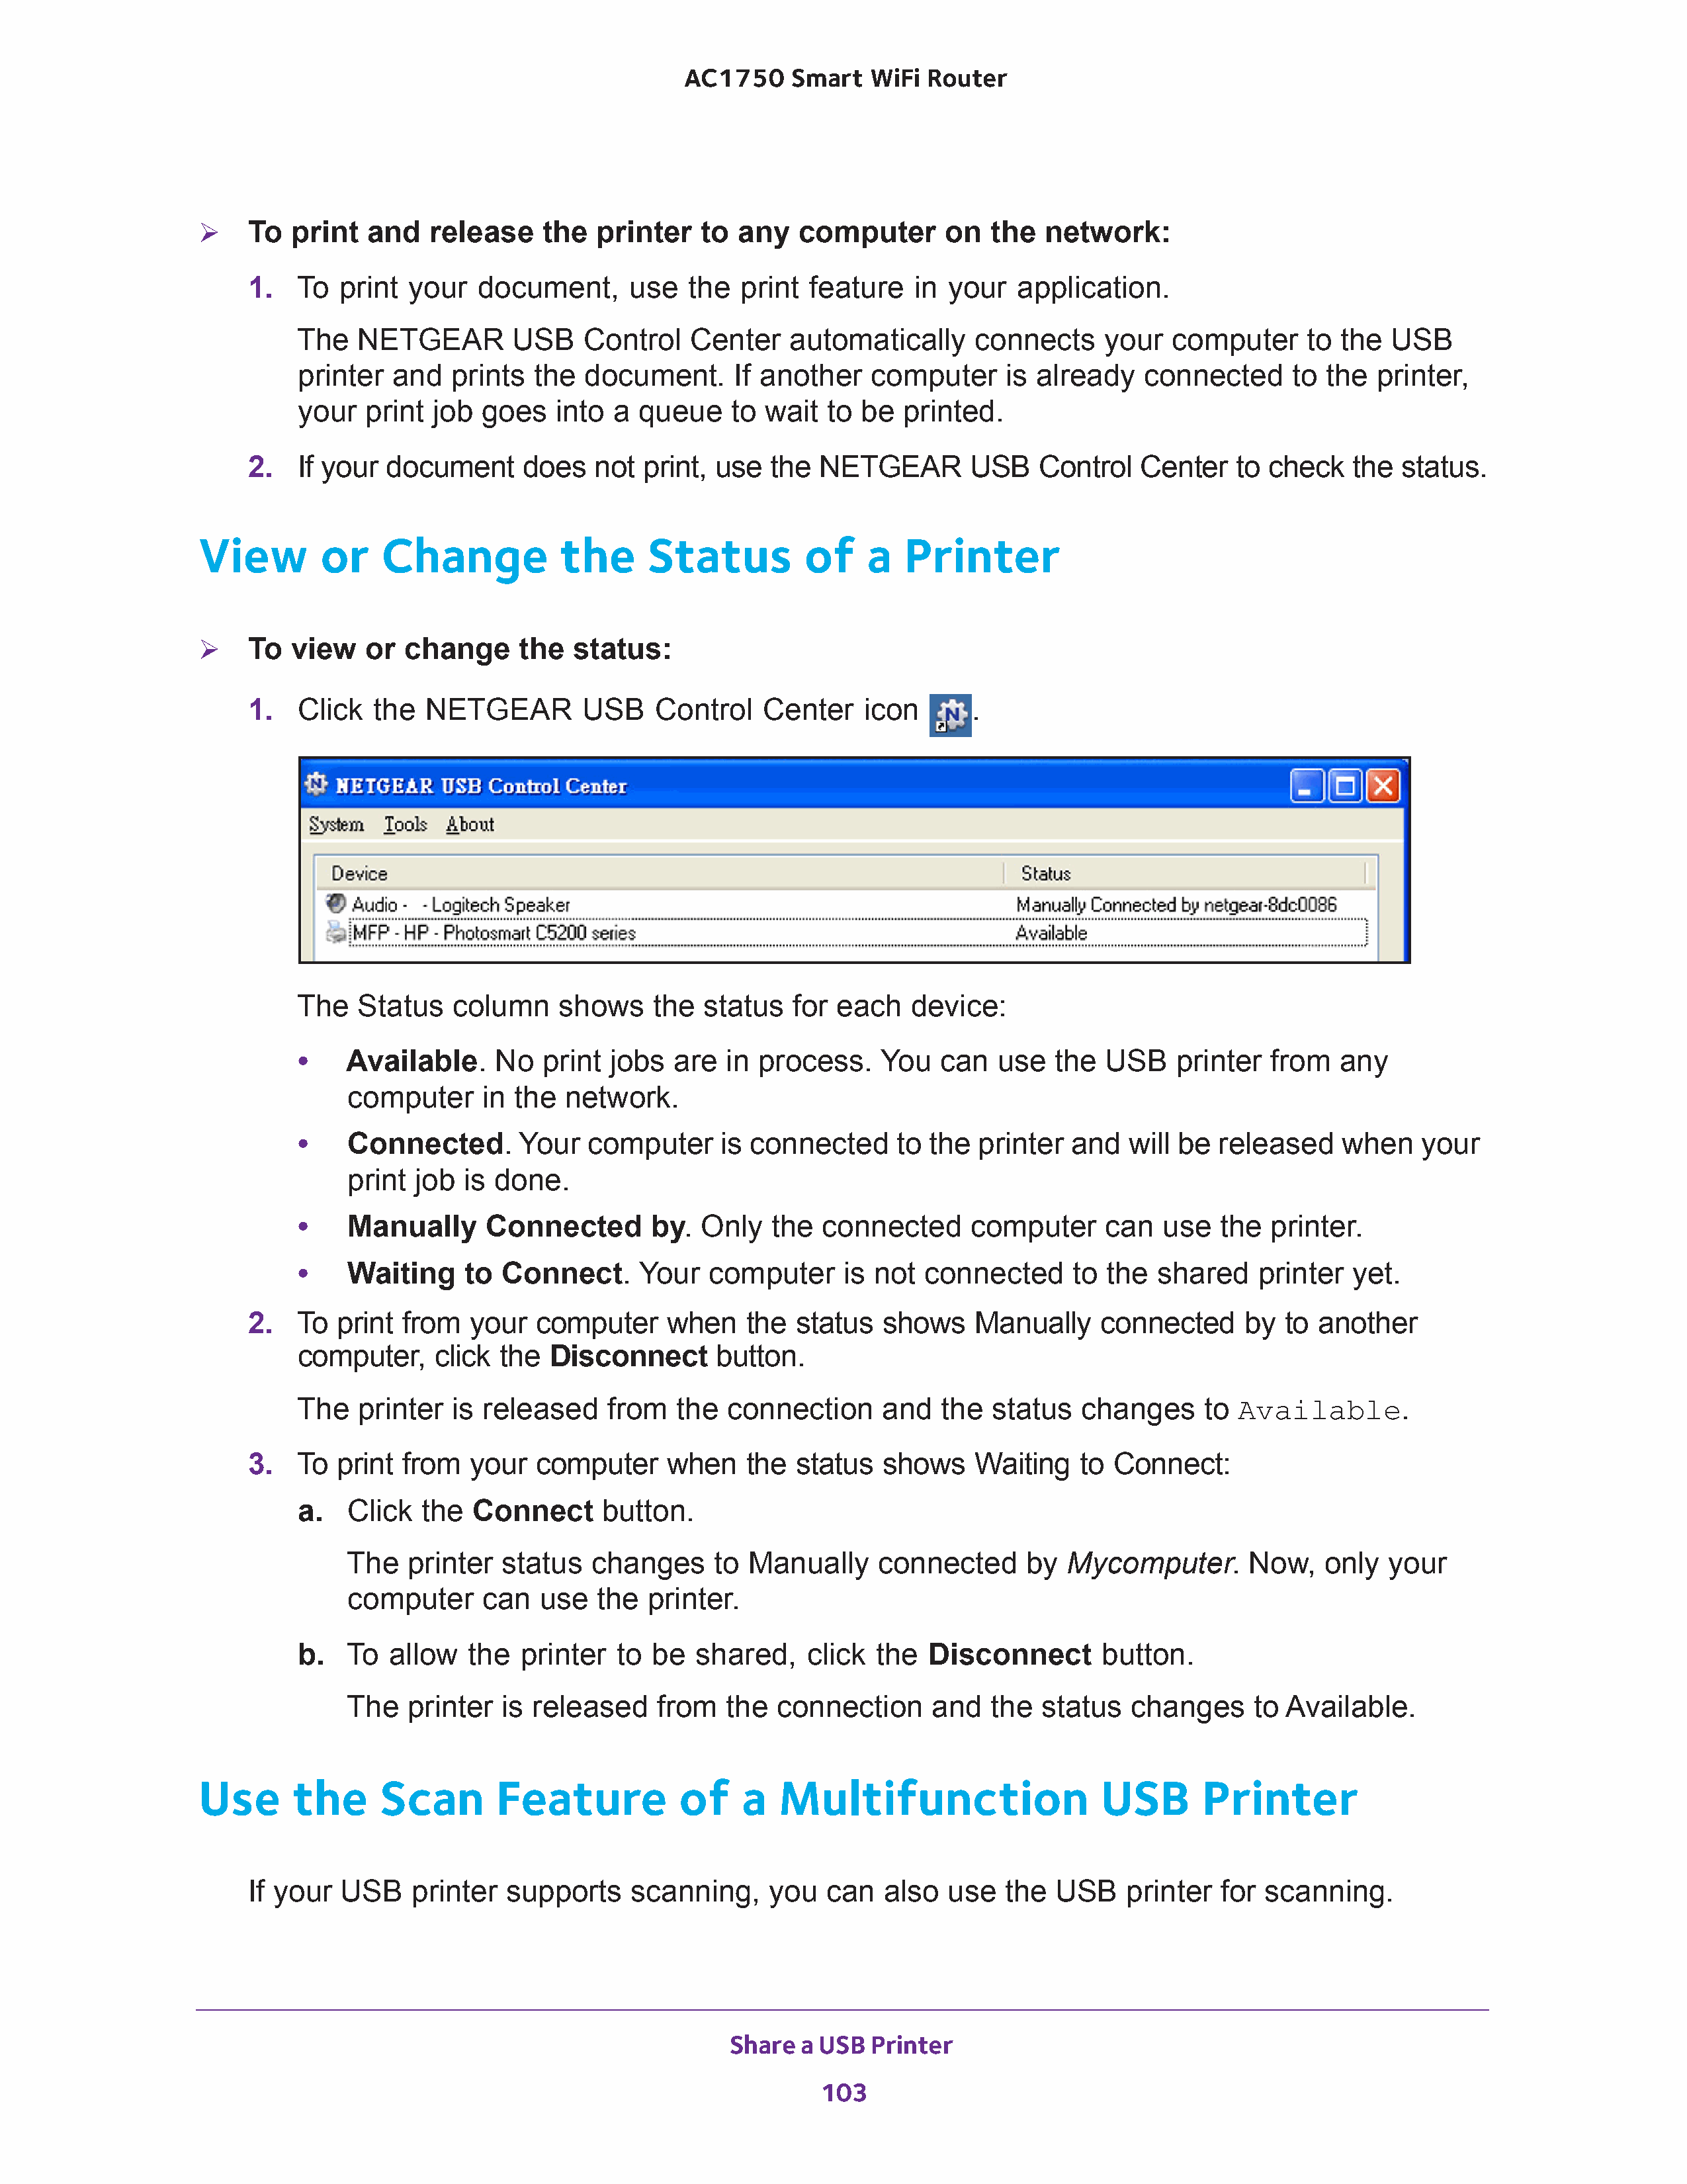 AC1750 Smart WiFi Router
➢ To print and release the printer to any computer on the network:
1. To print your document, use the print feature in your application.
The NETGEAR USB Control Center automatically connects your computer to the USB
printer and prints the document. If another computer is already connected to the printer,
your print job goes into a queue to wait to be printed.
2. If your document does not print, use the NETGEAR USB Control Center to check the status.
View or Change the Status of a Printer
➢ To view or change the status:
1. Click the NETGEAR USB Control Center icon N.
N NETGEAR USB Control Center
System Tools About
Device Status
Audio - - Logitech Speaker Manually Connected by netgear-8dc0086
MFP - HP - Photosmart C5200 series Available
The Status column shows the status for each device:
• Available. No print jobs are in process. You can use the USB printer from any
computer in the network.
• Connected. Your computer is connected to the printer and will be released when your
print job is done.
• Manually Connected by. Only the connected computer can use the printer.
• Waiting to Connect. Your computer is not connected to the shared printer yet.
2. To print from your computer when the status shows Manually connected by to another
computer, click the Disconnect button.
The printer is released from the connection and the status changes to Available.
3. To print from your computer when the status shows Waiting to Connect:
a. Click the Connect button.
The printer status changes to Manually connected by Mycomputer. Now, only your
computer can use the printer.
b. To allow the printer to be shared, click the Disconnect button.
The printer is released from the connection and the status changes to Available.
Use the Scan Feature of a Multifunction USB Printer
If your USB printer supports scanning, you can also use the USB printer for scanning.
Share a USB Printer
103